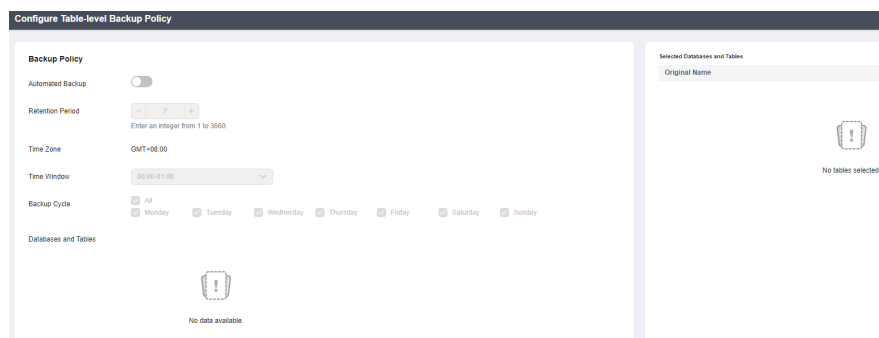 Configure Table-level Backup Policy
Backup Policy
Automated Backup
Retention Period
− 7 +
Enter an integer from 1 to 3660.
Time Zone GMT+08:00
Time Window 00:00-01:00
Backup Cycle
All
Monday Tuesday Wednesday Thursday Friday Saturday Sunday
Databases and Tables
No data available.
Selected Databases and Tables
Original Name
No tables selected